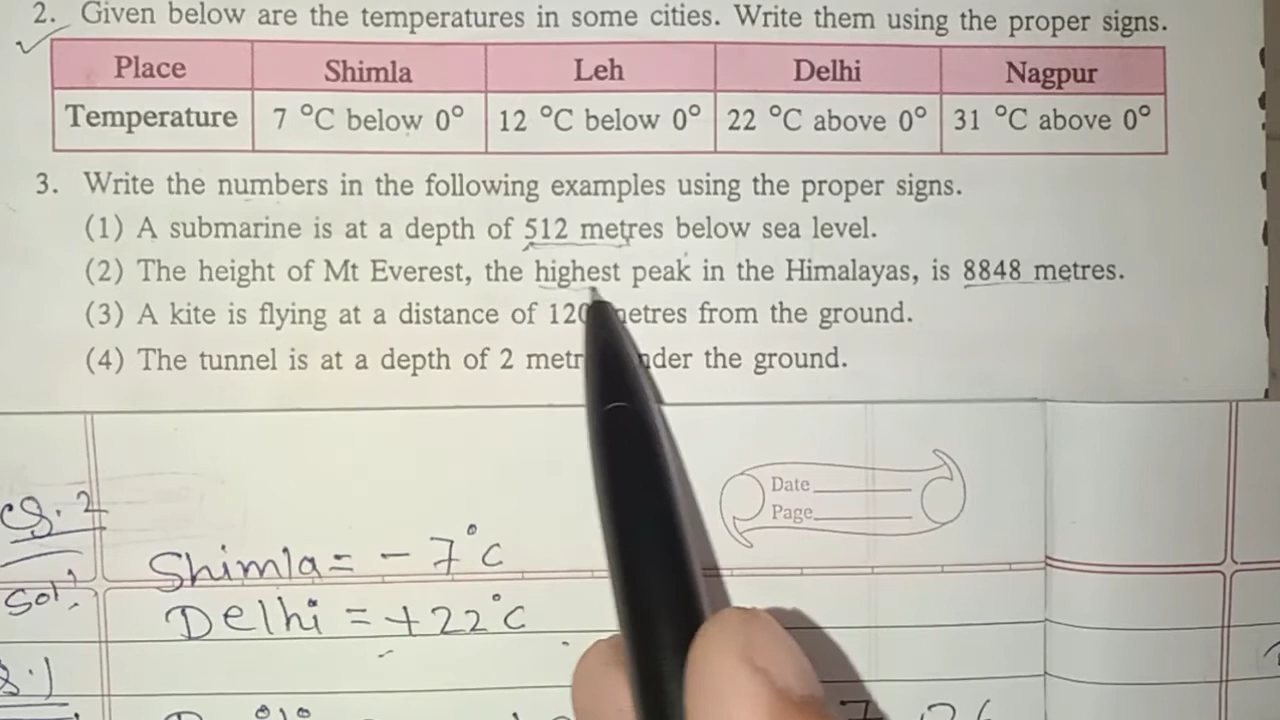 2. Given below are the temperatures in some cities. Write them using the proper signs.
Place Shimla Leh Delhi Nagpur
Temperature 7 °C below 0° 12 °C below 0° 22 °C above 0° 31 °C above 0°
3. Write the numbers in the following examples using the proper signs.
(1) A submarine is at a depth of 512 metres below sea level.
(2) The height of Mt Everest, the highest peak in the Himalayas, is 8848 metres.
(3) A kite is flying at a distance of 120 metres from the ground.
(4) The tunnel is at a depth of 2 metr nder the ground.
Date
Page
Shimla = - 7°C
Sol:
Delhi = +22°C